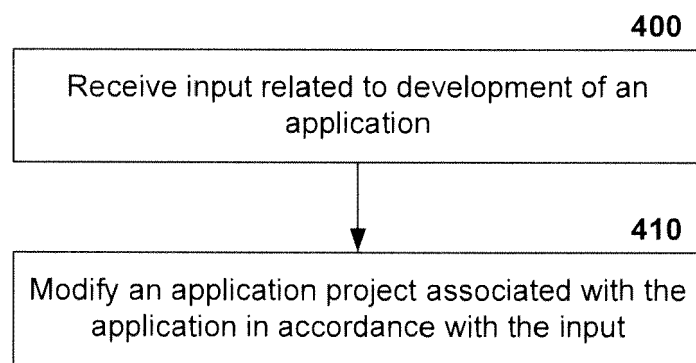 400
Receive input related to development of an
application
410
Modify an application project associated with the
application in accordance with the input